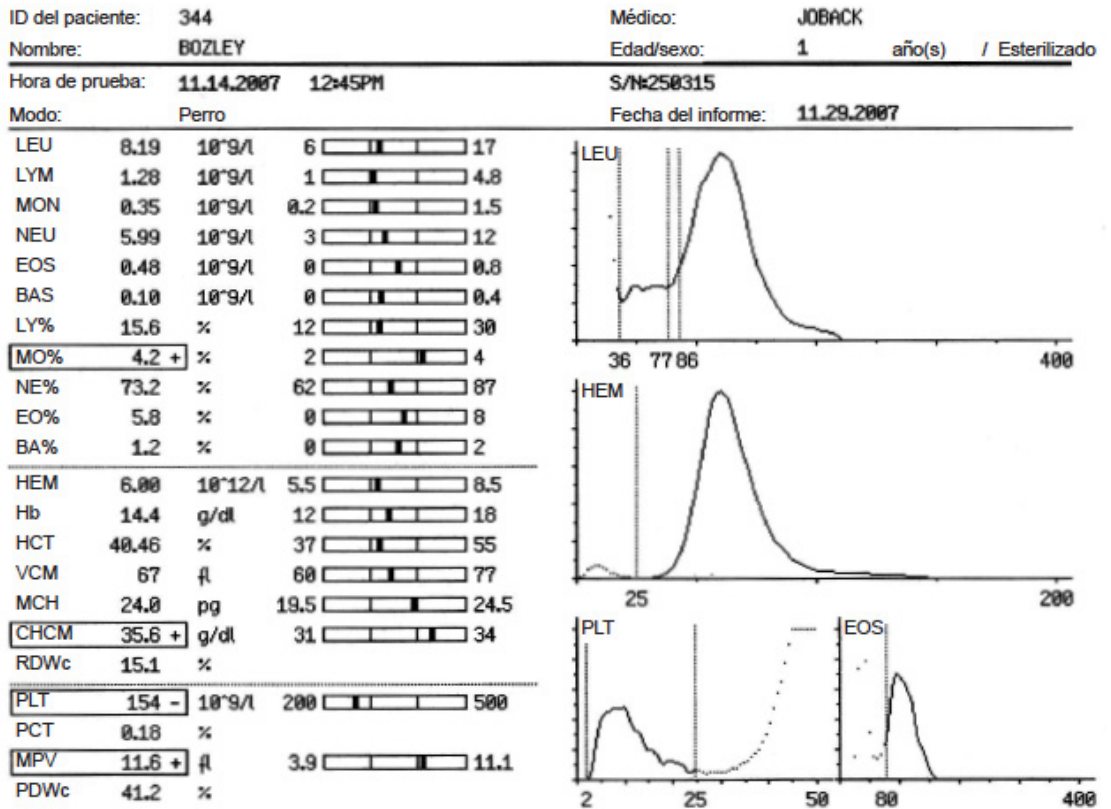 ID del paciente: 344 Médico: JOBACK
Nombre: BOZLEY Edad/sexo: 1 año(s) / Esterilizado
Hora de prueba: 11.14.2007 12:45PM S/N:250315
Modo: Perro Fecha del informe: 11.29.2007
LEU 8.19 10^9/l 6 17
LYM 1.28 10^9/l 1 4.8
MON 0.35 10^9/l 0.2 1.5
NEU 5.99 10^9/l 3 12
EOS 0.48 10^9/l 0 0.8
BAS 0.10 10^9/l 0 0.4
LY% 15.6 % 12 30
MO% 4.2 + % 2 4
NE% 73.2 % 62 87
EO% 5.8 % 0 8
BA% 1.2 % 0 2
HEM 6.00 10^12/l 5.5 8.5
Hb 14.4 g/dl 12 18
HCT 40.46 % 37 55
VCM 67 fl 60 77
MCH 24.0 pg 19.5 24.5
CHCM 35.6 + g/dl 31 34
RDWc 15.1 %
PLT 154 - 10^9/l 200 500
PCT 0.18 %
MPV 11.6 + fl 3.9 11.1
PDWc 41.2 %
LEU
36 77 86 400
HEM
25 200
PLT EOS
2 25 50 80 400